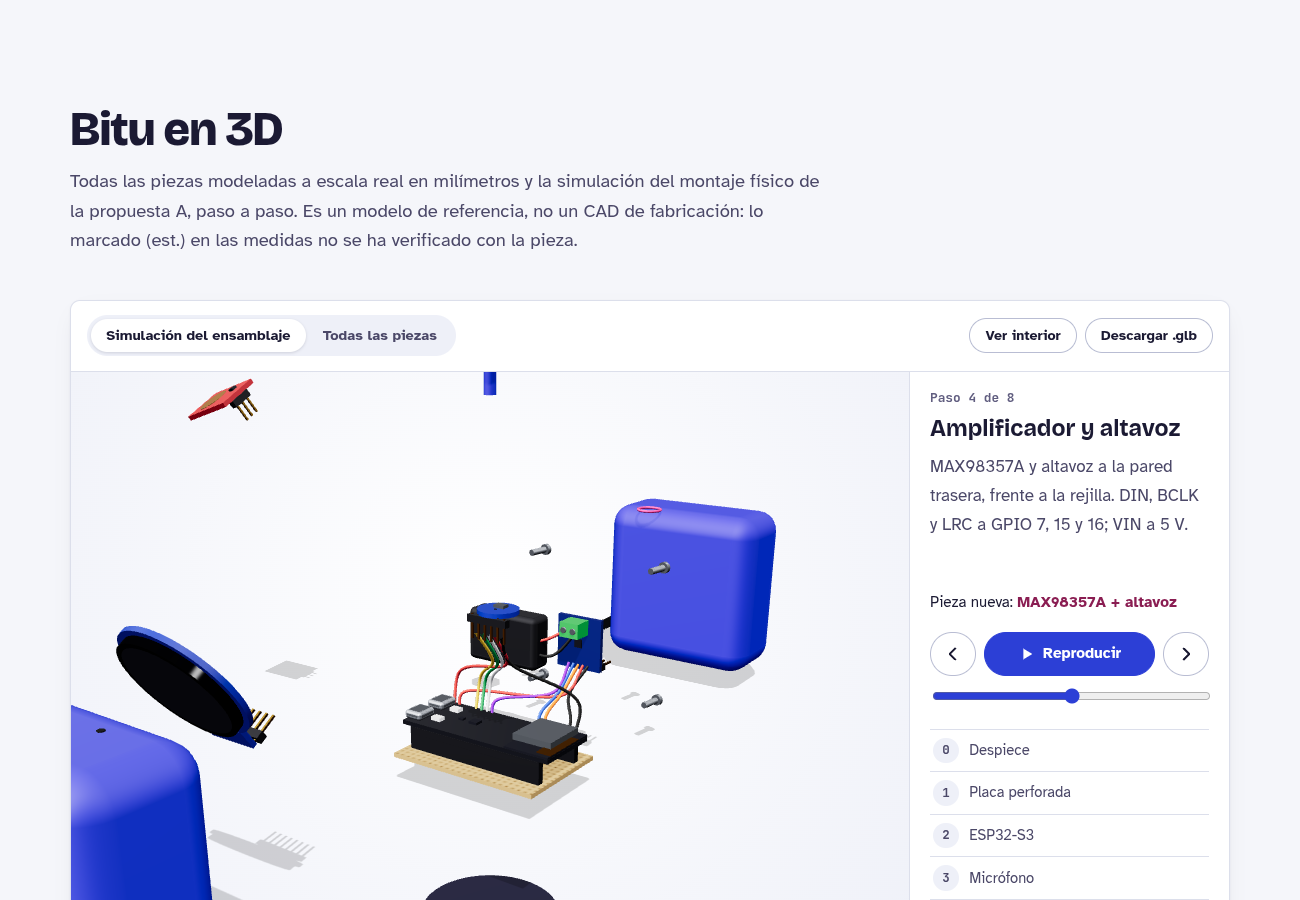 Bitu en 3D
Todas las piezas modeladas a escala real en milímetros y la simulación del montaje físico de
la propuesta A, paso a paso. Es un modelo de referencia, no un CAD de fabricación: lo
marcado (est.) en las medidas no se ha verificado con la pieza.
Simulación del ensamblaje
Todas las piezas
Ver interior
Descargar .glb
Paso 4 de 8
Amplificador y altavoz
MAX98357A y altavoz a la pared
trasera, frente a la rejilla. DIN, BCLK
y LRC a GPIO 7, 15 y 16; VIN a 5 V.
Pieza nueva: MAX98357A + altavoz
Reproducir
0 Despiece
1 Placa perforada
2 ESP32-S3
3 Micrófono